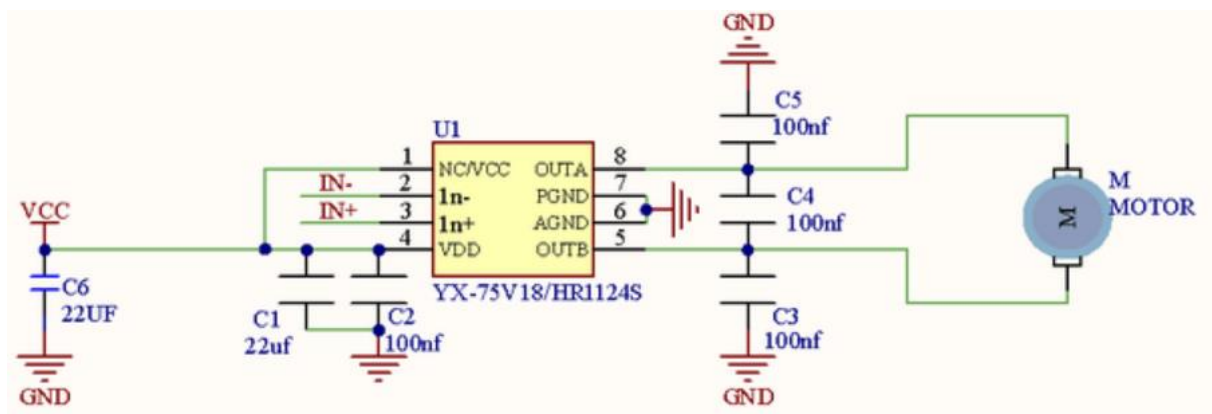 GND
C5
100nf
U1
1
NC/VCC
OUTA
8
IN-
2
1n-
PGND
7
IN+
3
1n+
AGND
6
4
VDD
OUTB
5
YX-75V18/HR1124S
VCC
C6
22UF
GND
C1
22uf
C2
100nf
C4
100nf
C3
100nf
GND
M
M
MOTOR